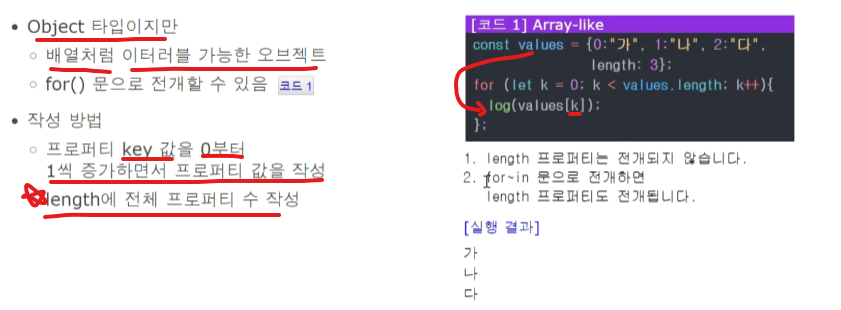 • Object 타입이지만
○ 배열처럼 이터러블 가능한 오브젝트
○ for() 문으로 전개할 수 있음 코드 1
• 작성 방법
○ 프로퍼티 key 값을 0부터
1씩 증가하면서 프로퍼티 값을 작성
length에 전체 프로퍼티 수 작성
[코드 1] Array-like
const values = {0:"가", 1:"나", 2:"다",
length: 3};
for (let k = 0; k < values.length; k++){
log(values[k]);
};
1. length 프로퍼티는 전개되지 않습니다.
2. for~in 문으로 전개하면
length 프로퍼티도 전개됩니다.
[실행 결과]
가
나
다